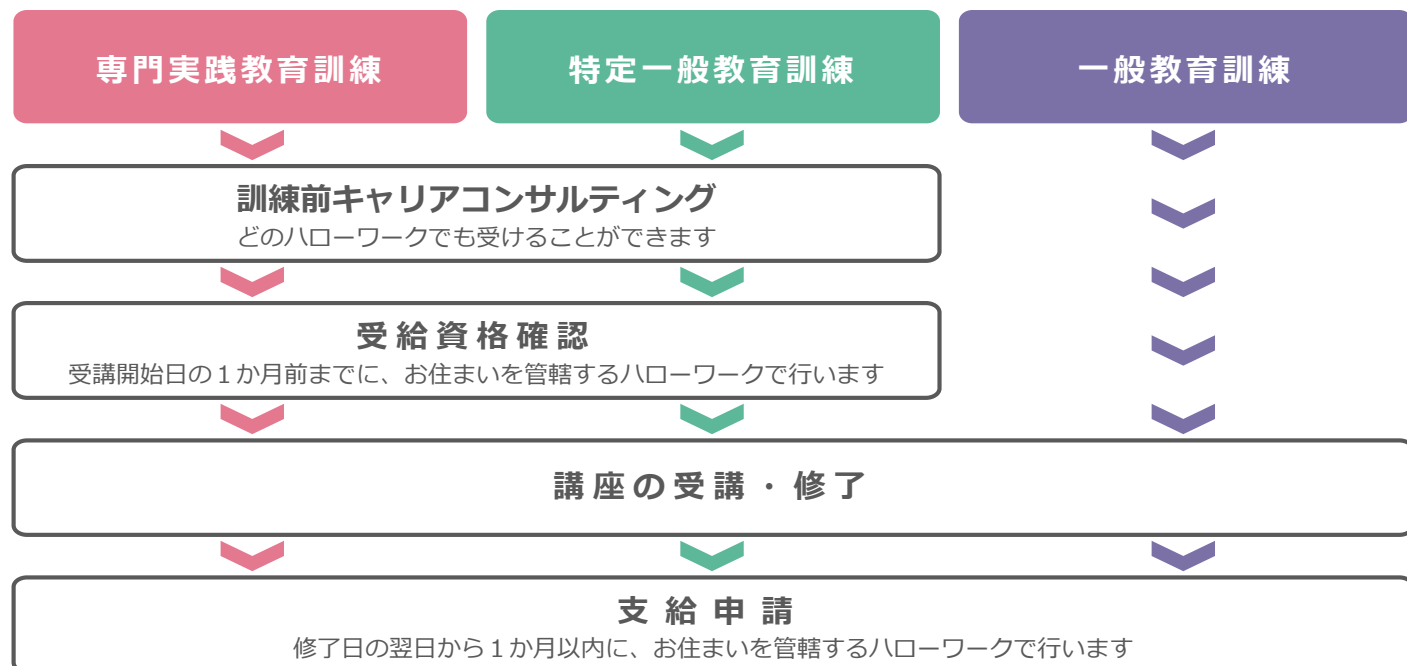 専門実践教育訓練
特定一般教育訓練
一般教育訓練
訓練前キャリアコンサルティング
どのハローワークでも受けることができます
受給資格確認
受講開始日の１か月前までに、お住まいを管轄するハローワークで行います
講座の受講・修了
支給申請
修了日の翌日から１か月以内に、お住まいを管轄するハローワークで行います